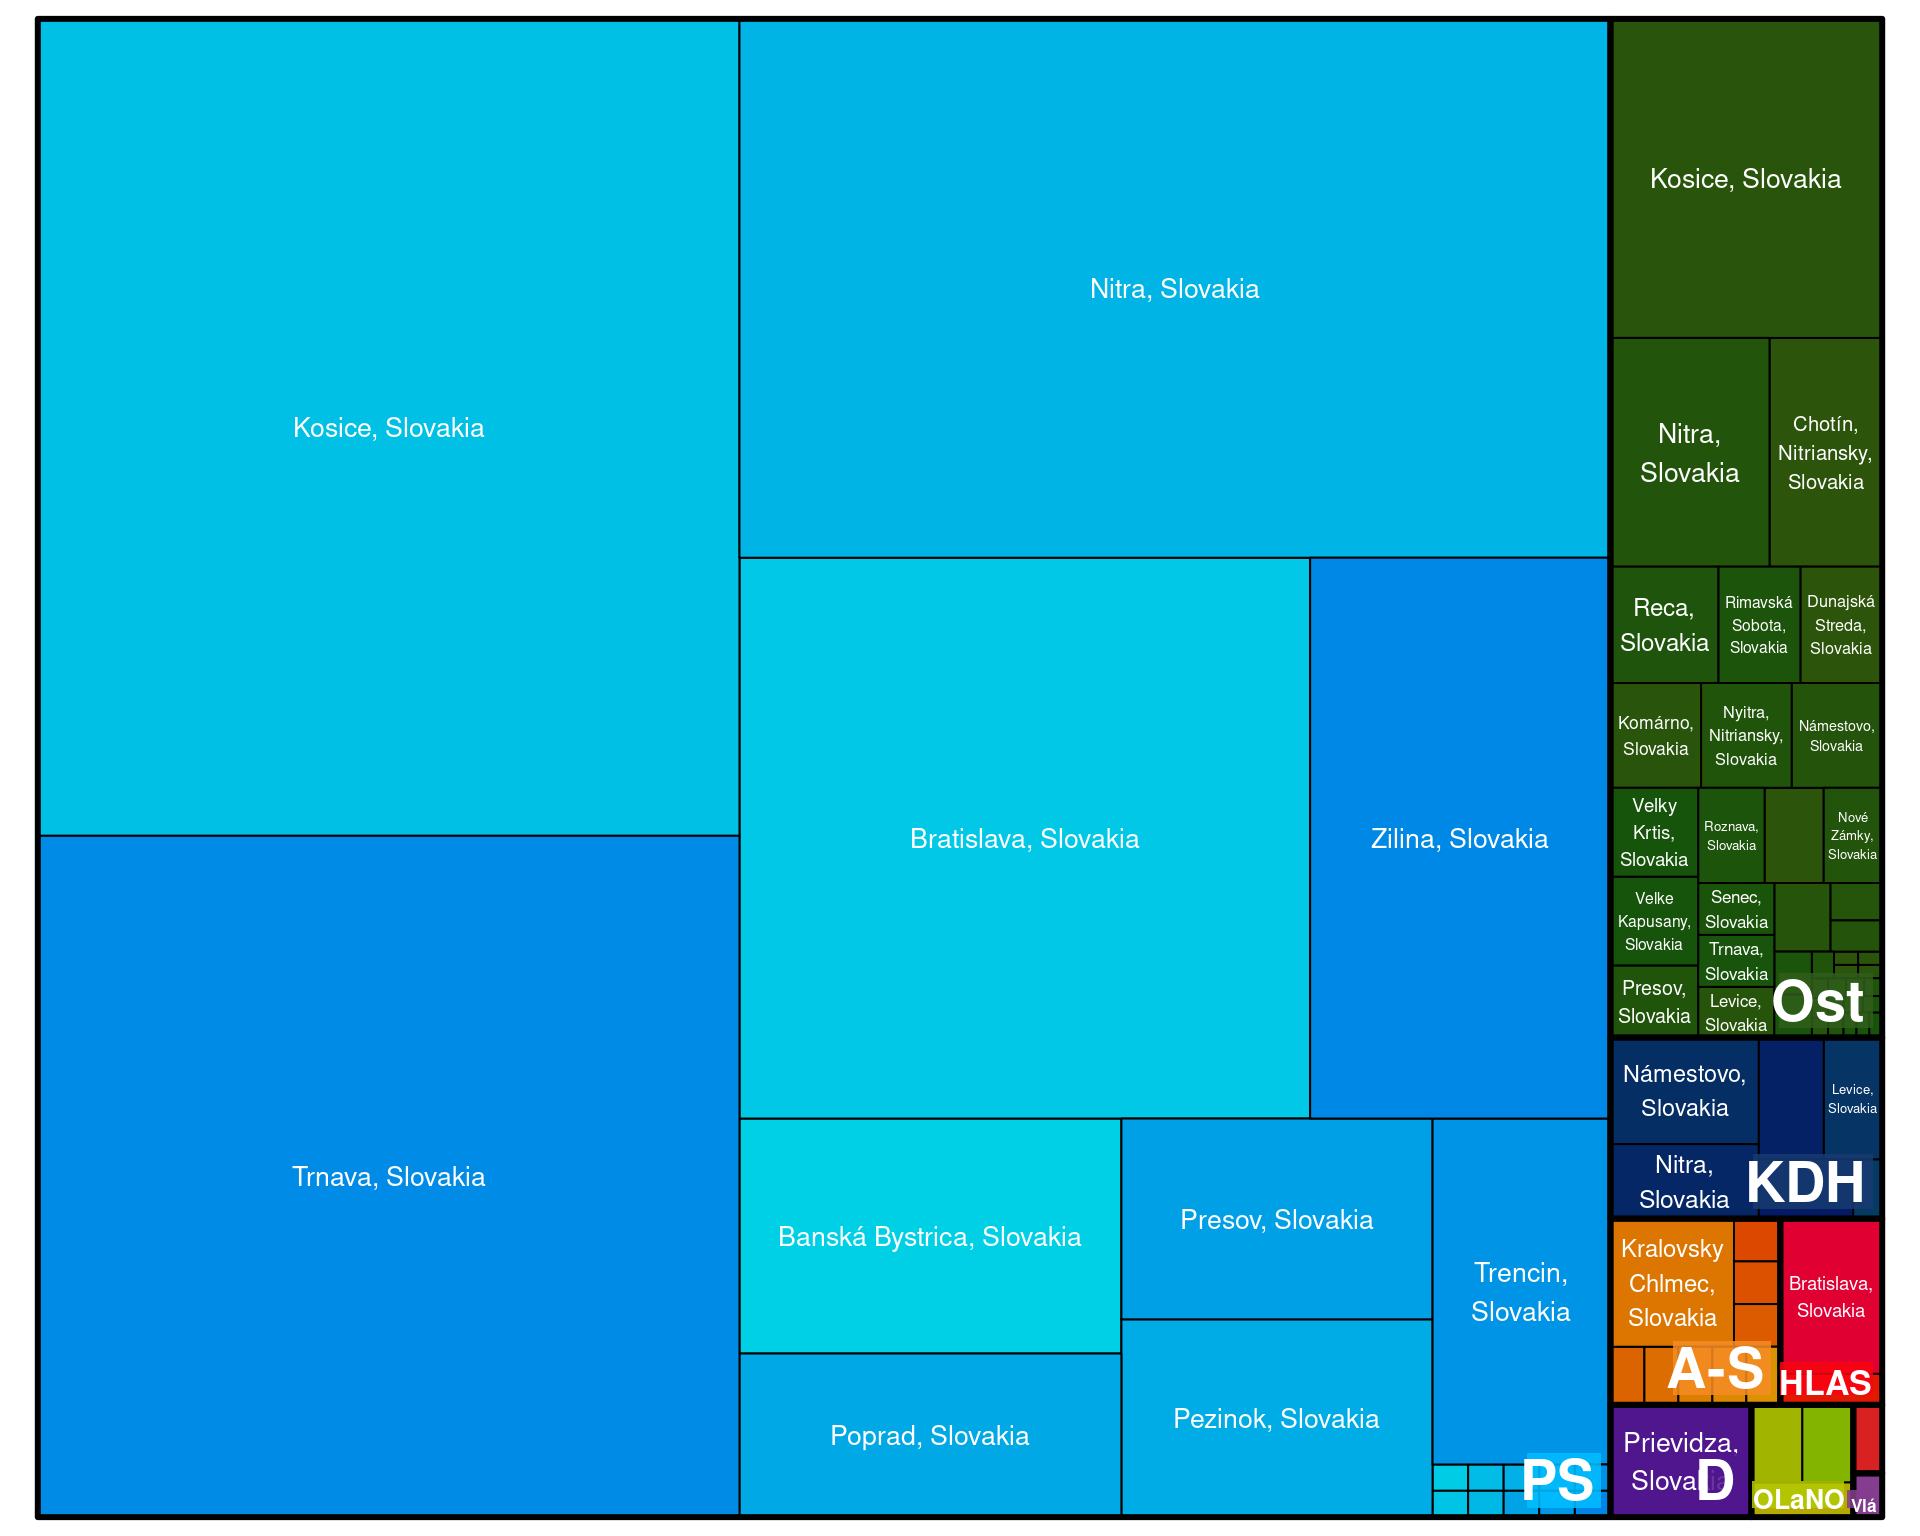 Kosice, Slovakia
Nitra, Slovakia
Trnava, Slovakia
Bratislava, Slovakia
Zilina, Slovakia
Banská Bystrica, Slovakia
Poprad, Slovakia
Presov, Slovakia
Pezinok, Slovakia
Trencin,
Slovakia
PS
Kosice, Slovakia
Nitra,
Slovakia
Chotín,
Nitriansky,
Slovakia
Reca,
Slovakia
Rimavská
Sobota,
Slovakia
Dunajská
Streda,
Slovakia
Komárno,
Slovakia
Nyitra,
Nitriansky,
Slovakia
Námestovo,
Slovakia
Velky
Krtis,
Slovakia
Roznava,
Slovakia
Nové
Zámky,
Slovakia
Velke
Kapusany,
Slovakia
Senec,
Slovakia
Trnava,
Slovakia
Presov,
Slovakia
Levice,
Slovakia
Ost
Námestovo,
Slovakia
Levice,
Slovakia
Nitra,
Slovakia
KDH
Kralovsky
Chlmec,
Slovakia
A-S
Bratislava,
Slovakia
HLAS
Prievidza,
Slovakia
D
OLaNO
Vlá